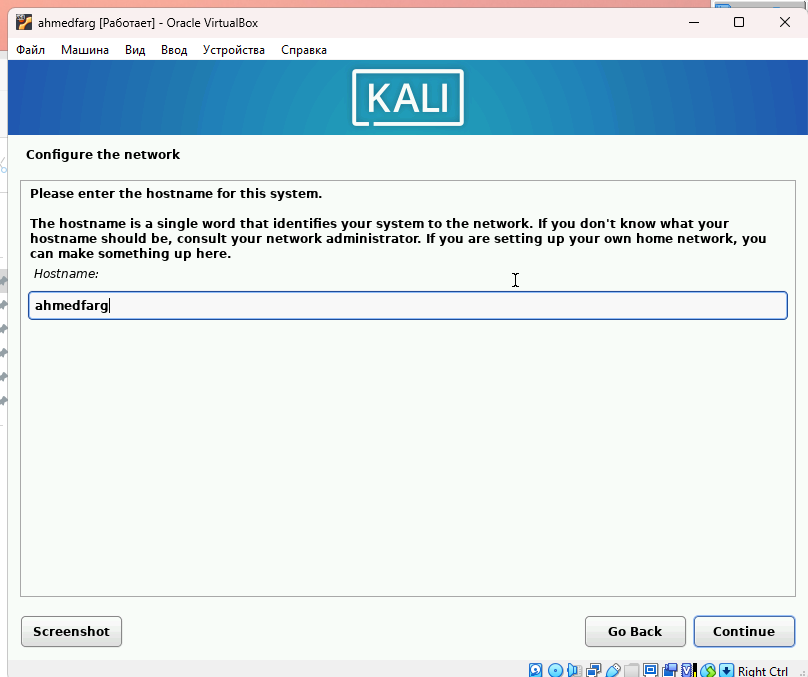 ahmedfarg [Работает] - Oracle VirtualBox
Файл Машина Вид Ввод Устройства Справка
KALI
Configure the network
Please enter the hostname for this system.
The hostname is a single word that identifies your system to the network. If you don't know what your
hostname should be, consult your network administrator. If you are setting up your own home network, you
can make something up here.
Hostname:
ahmedfarg
Screenshot Go Back Continue
Right Ctrl